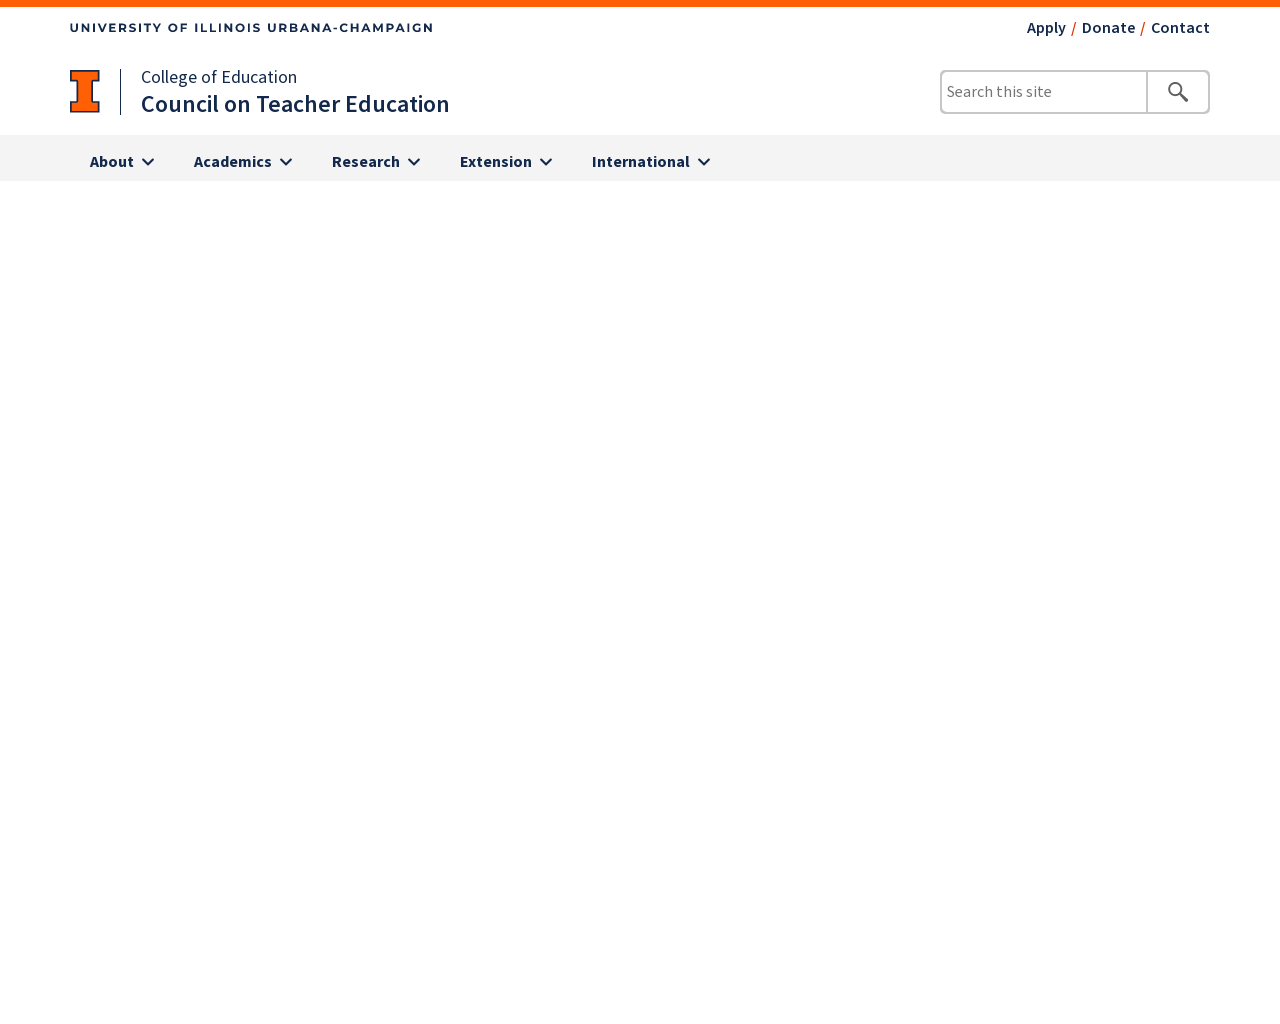 UNIVERSITY OF ILLINOIS URBANA-CHAMPAIGN
Apply / Donate / Contact
College of Education
Council on Teacher Education
Search this site
About Academics Research Extension International